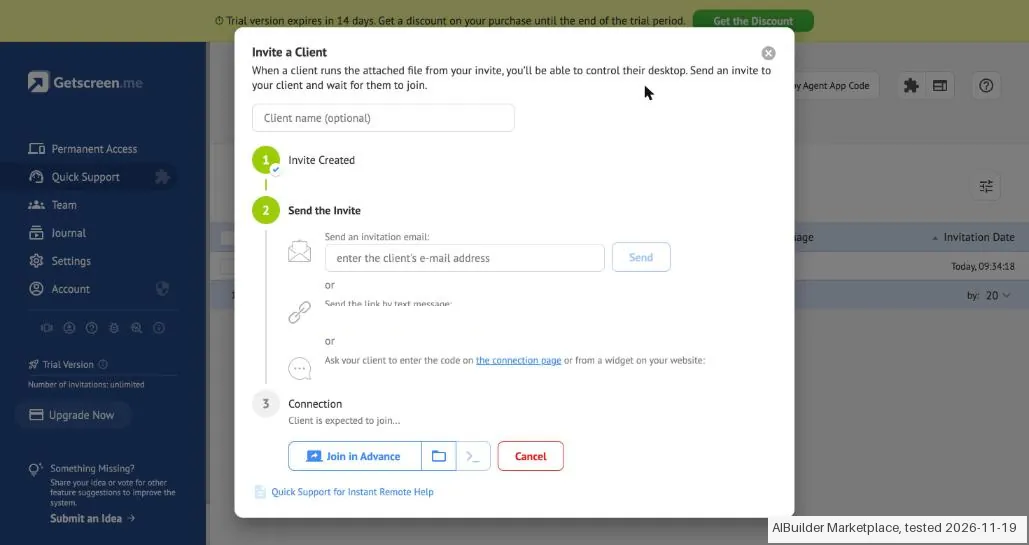 Trial version expires in 14 days. Get a discount on your purchase until the end of the trial period.
Get the Discount
Getscreen.me
Permanent Access
Quick Support
Team
Journal
Settings
Account
Trial Version
Number of invitations: unlimited
Upgrade Now
Something Missing?
Share your idea or vote for other
feature suggestions to improve the
system.
Submit an Idea →
Invite a Client
When a client runs the attached file from your invite, you'll be able to control their desktop. Send an invite to
your client and wait for them to join.
Client name (optional)
1
Invite Created
2
Send the Invite
Send an invitation email:
enter the client's e-mail address
Send
or
Send the link by text message:
or
Ask your client to enter the code on the connection page or from a widget on your website:
3
Connection
Client is expected to join...
Join in Advance
>_
Cancel
Quick Support for Instant Remote Help
by Agent App Code
Invitation Date
Today, 09:34:18
by: 20
AIBuilder Marketplace, tested 2026-11-19